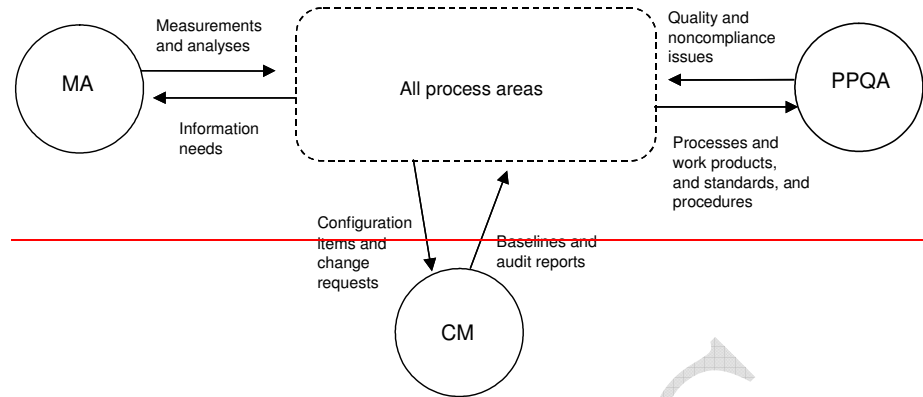 Measurements
and analyses
MA
Information
needs
All process areas
Quality and
noncompliance
issues
PPQA
Processes and
work products,
and standards, and
procedures
Configuration
items and
change
requests
Baselines and
audit reports
CM